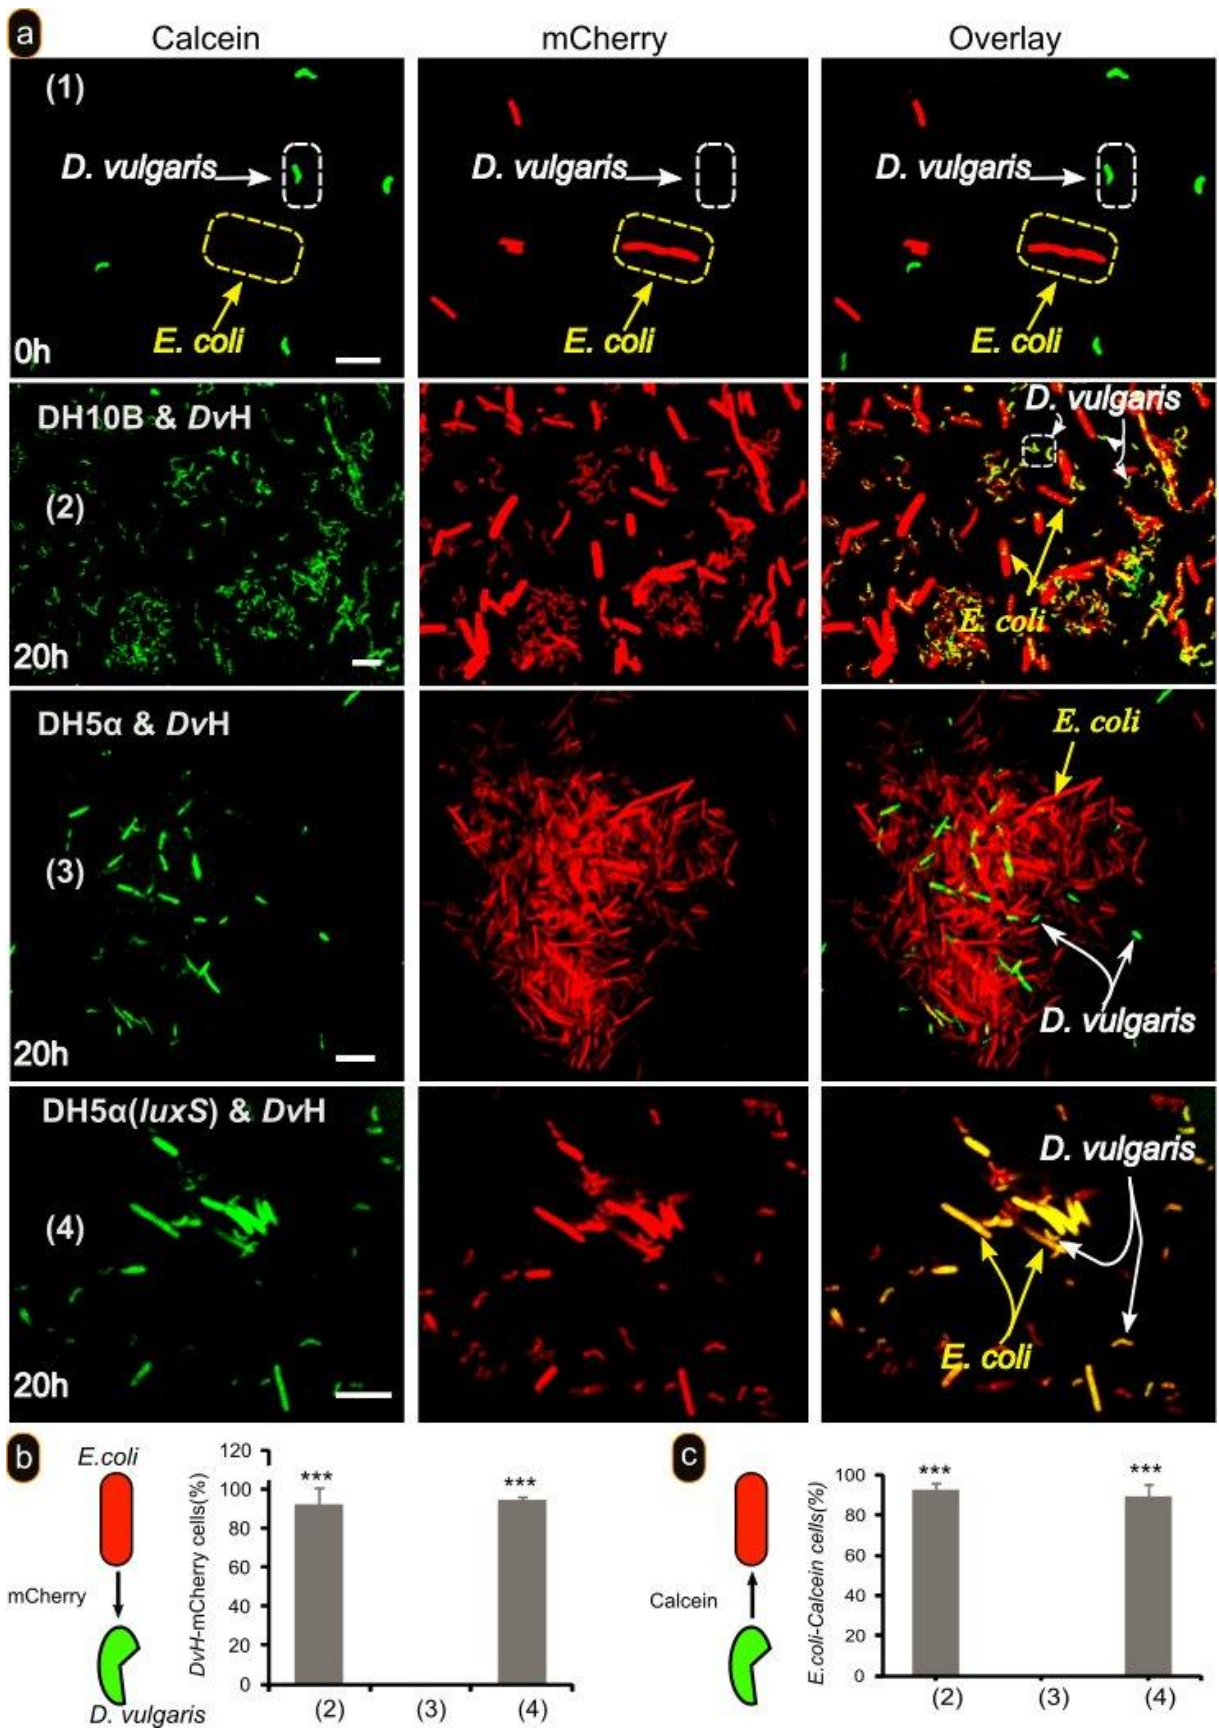 a
Calcein mCherry Overlay
(1)
D. vulgaris D. vulgaris D. vulgaris
E. coli E. coli E. coli
0h
DH10B & DvH
D. vulgaris
(2)
E. coli
20h
DH5α & DvH
E. coli
(3)
D. vulgaris
20h
DH5α(luxS) & DvH
D. vulgaris
(4)
E. coli
20h
b
E.coli
mCherry
D. vulgaris
DvH-mCherry cells(%)
120
100
80
60
40
20
0
*** ***
(2) (3) (4)
c
Calcein
E.coli-Calcein cells(%)
100
80
60
40
20
0
*** ***
(2) (3) (4)